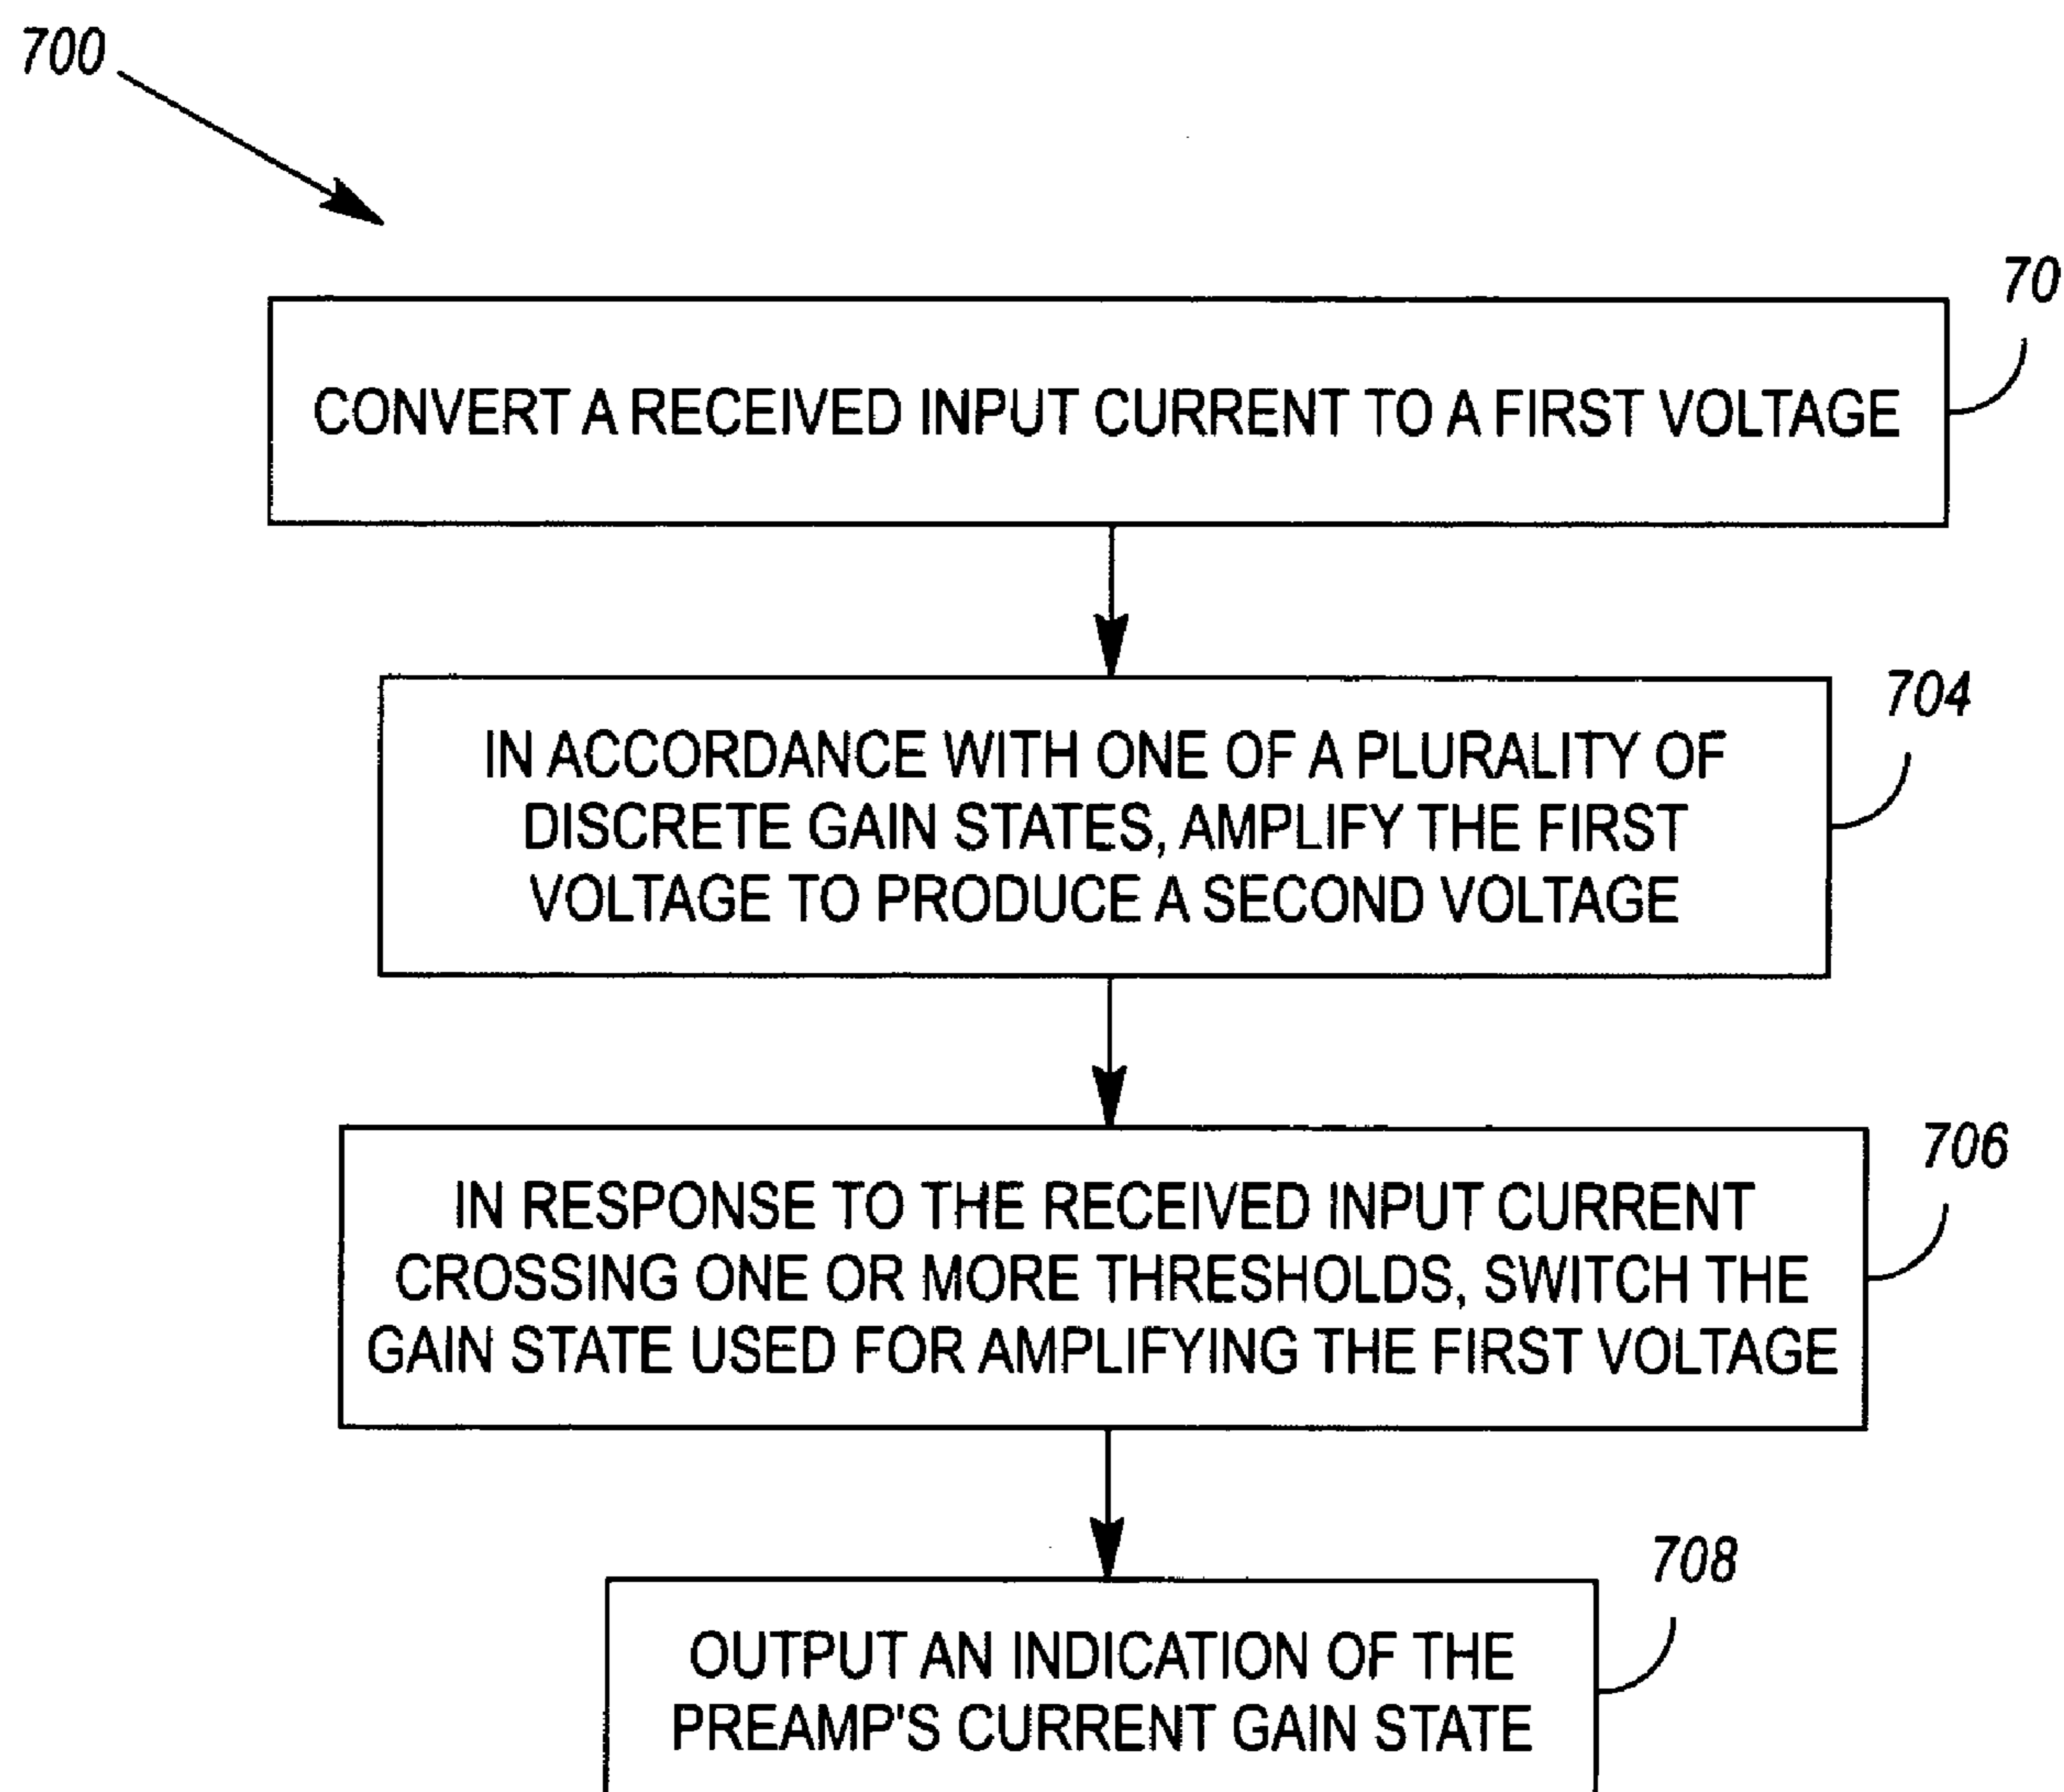 700
70
CONVERT A RECEIVED INPUT CURRENT TO A FIRST VOLTAGE
704
IN ACCORDANCE WITH ONE OF A PLURALITY OF
DISCRETE GAIN STATES, AMPLIFY THE FIRST
VOLTAGE TO PRODUCE A SECOND VOLTAGE
706
IN RESPONSE TO THE RECEIVED INPUT CURRENT
CROSSING ONE OR MORE THRESHOLDS, SWITCH THE
GAIN STATE USED FOR AMPLIFYING THE FIRST VOLTAGE
708
OUTPUT AN INDICATION OF THE
PREAMP'S CURRENT GAIN STATE